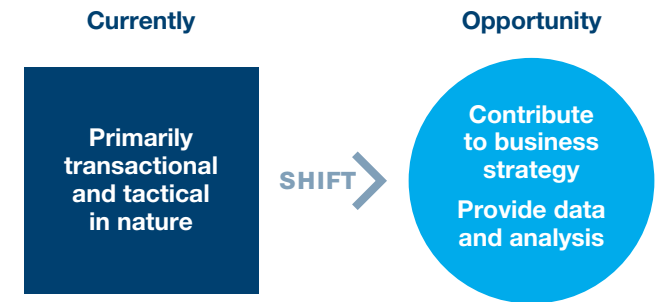 Currently
Opportunity
Primarily
transactional
and tactical
in nature
SHIFT
Contribute
to business
strategy
Provide data
and analysis